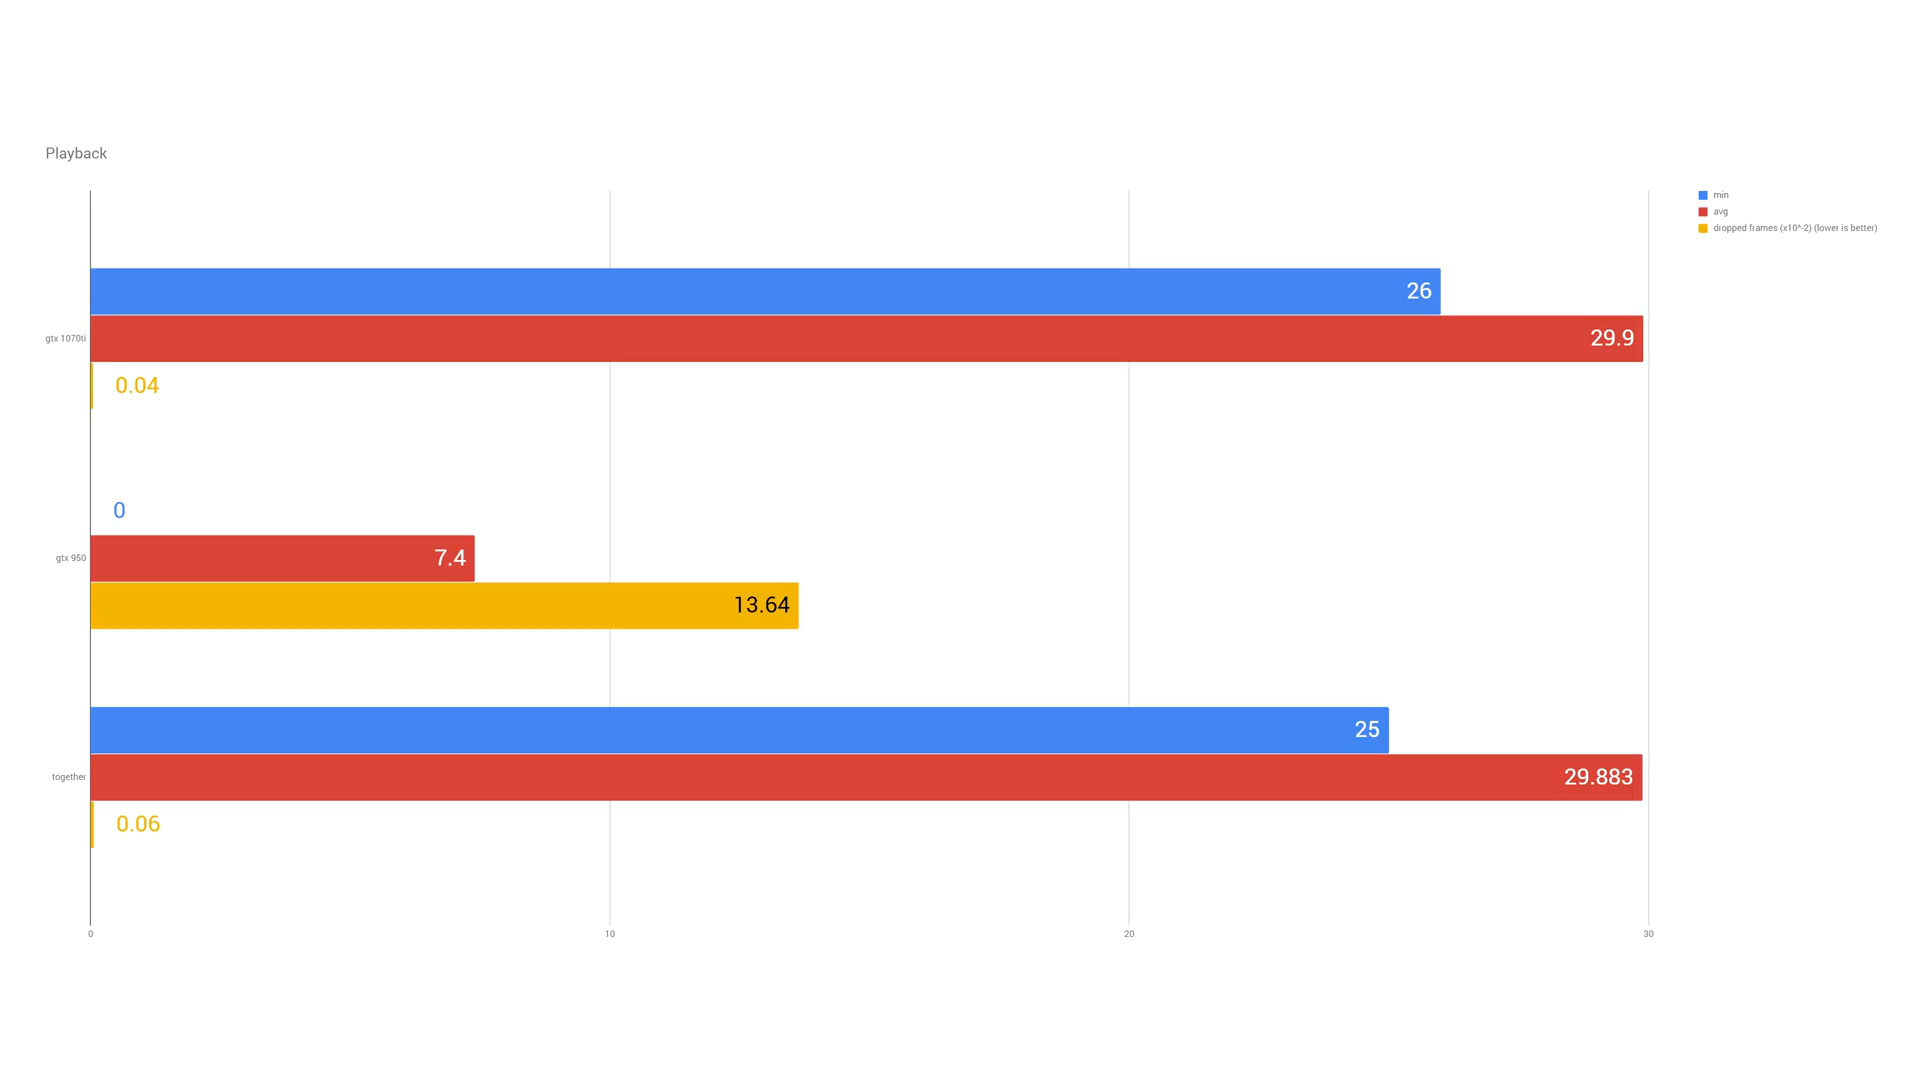 Playback
min
avg
dropped frames (x10^-2) (lower is better)
26
gtx 1070ti
29.9
0.04
0
gtx 950
7.4
13.64
25
together
29.883
0.06
0
10
20
30